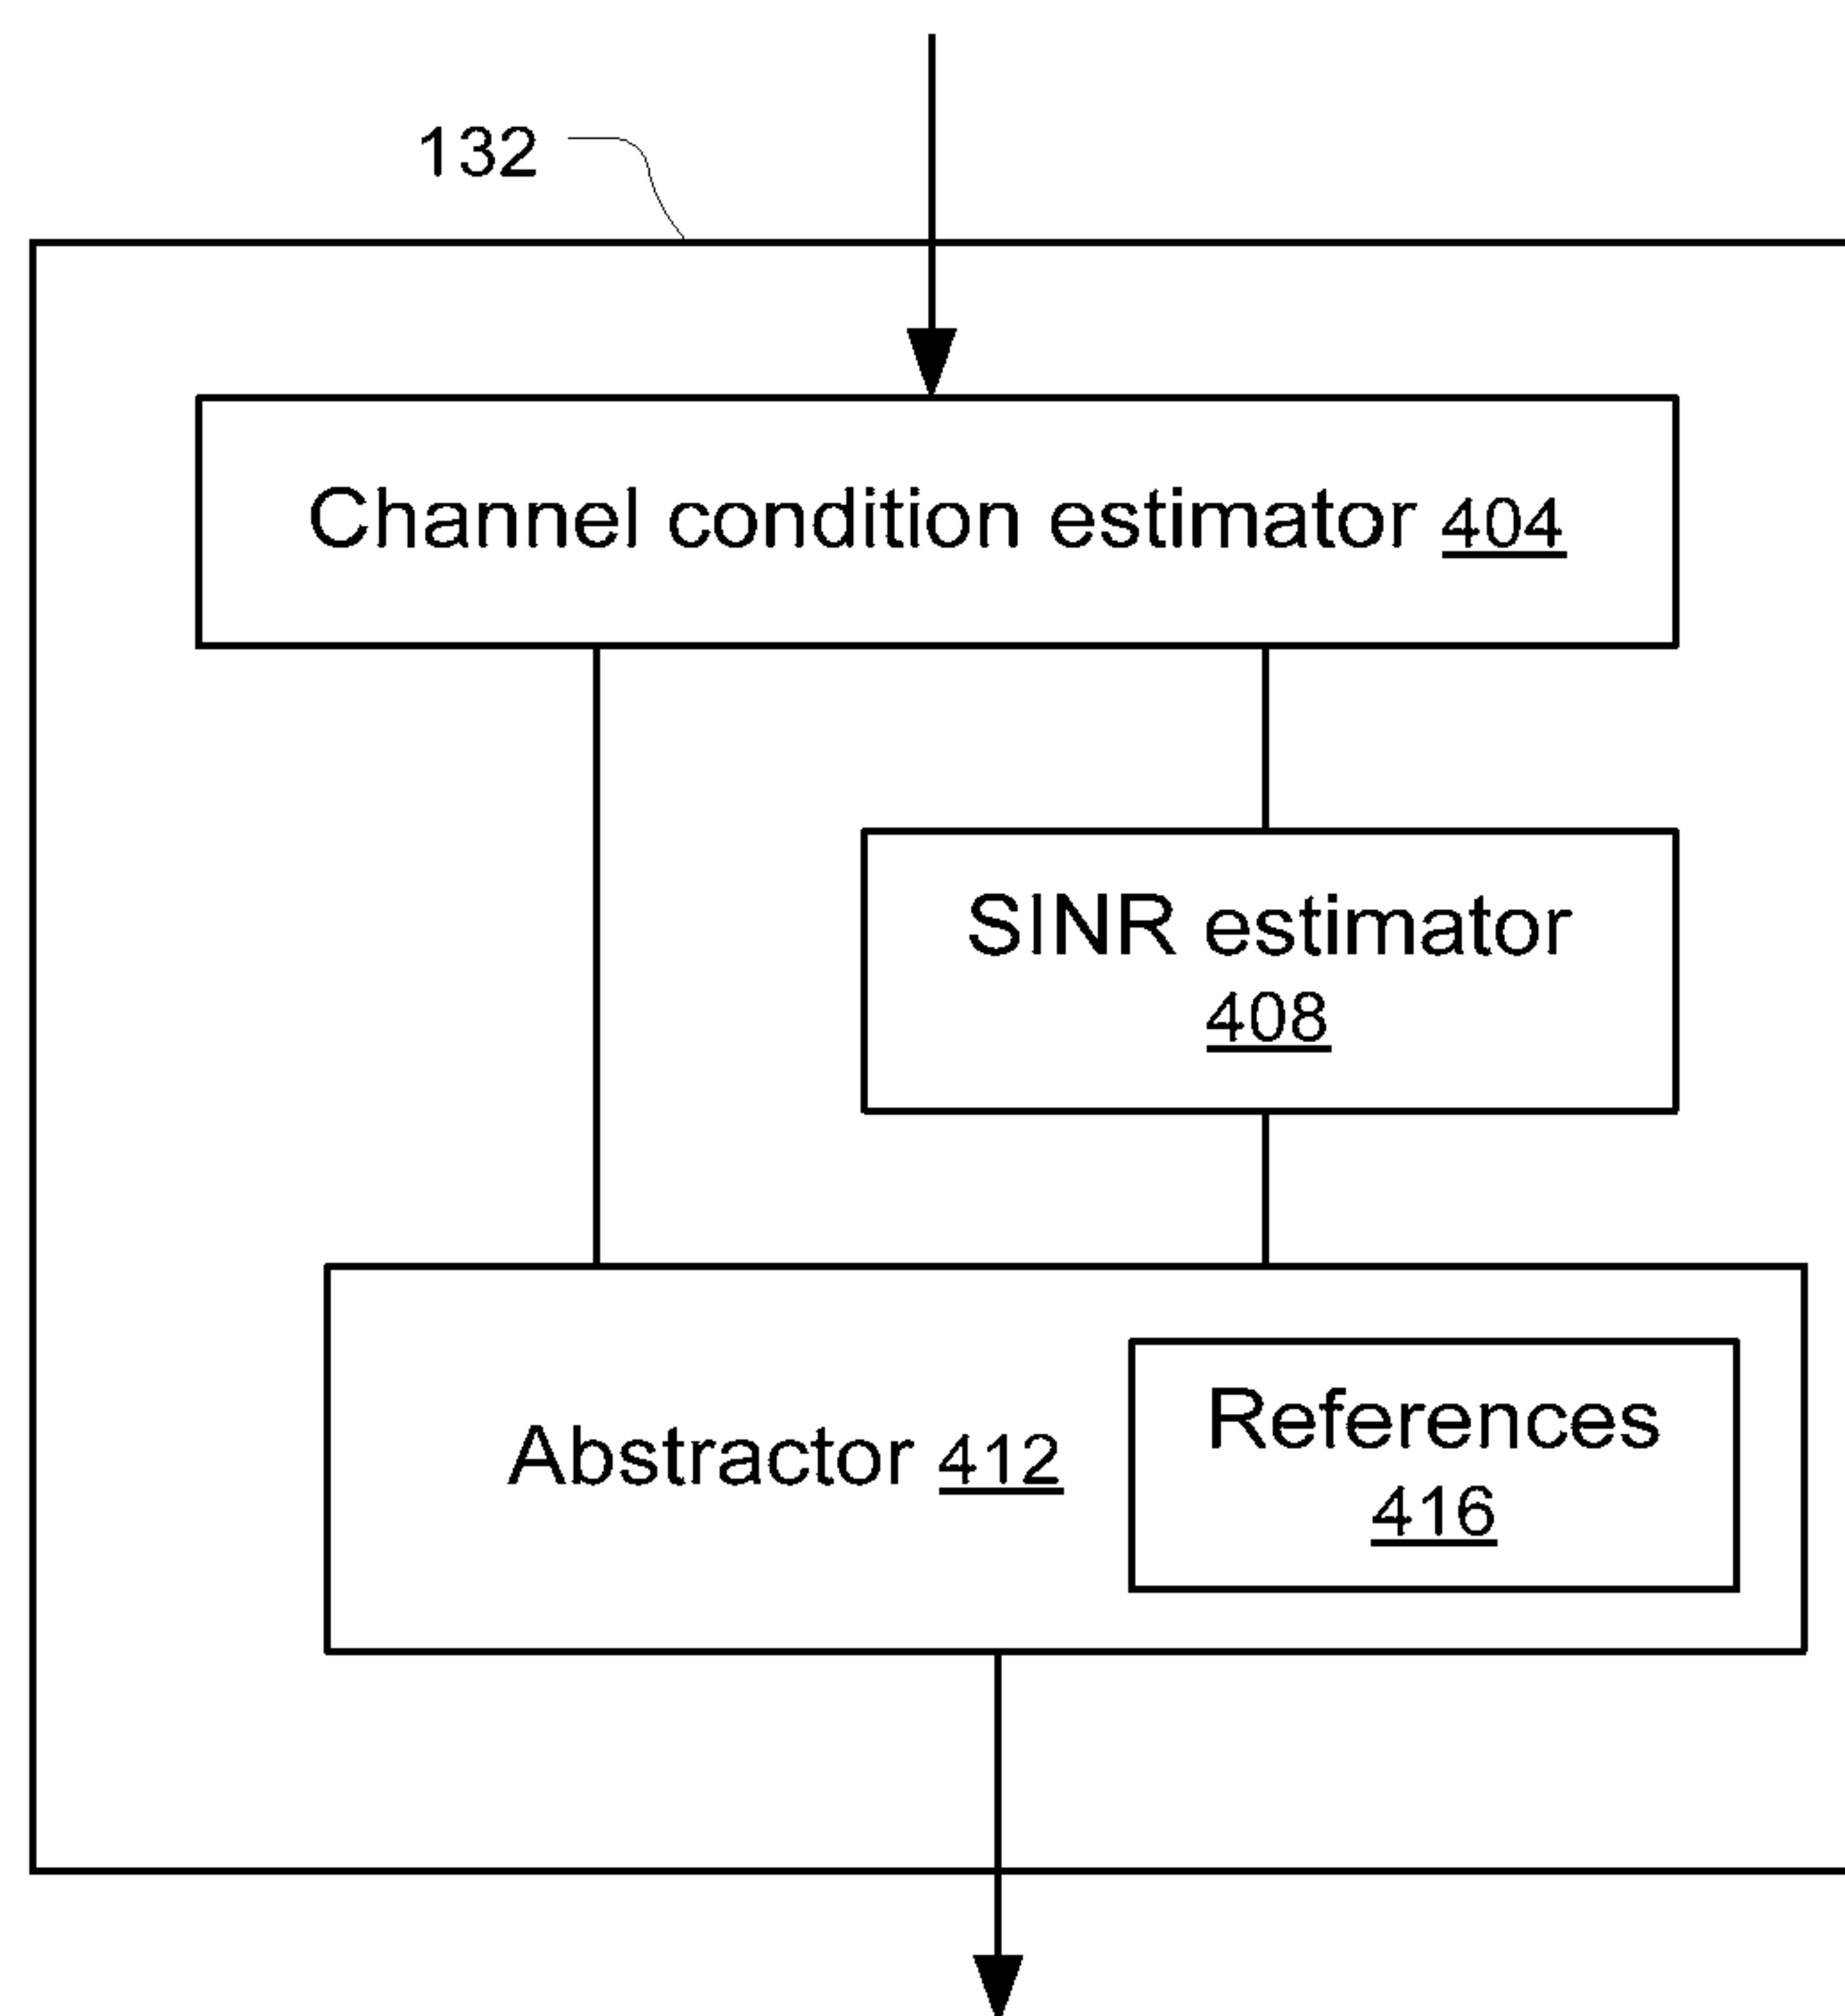 132
Channel condition estimator 404
SINR estimator
408
Abstractor 412
References
416